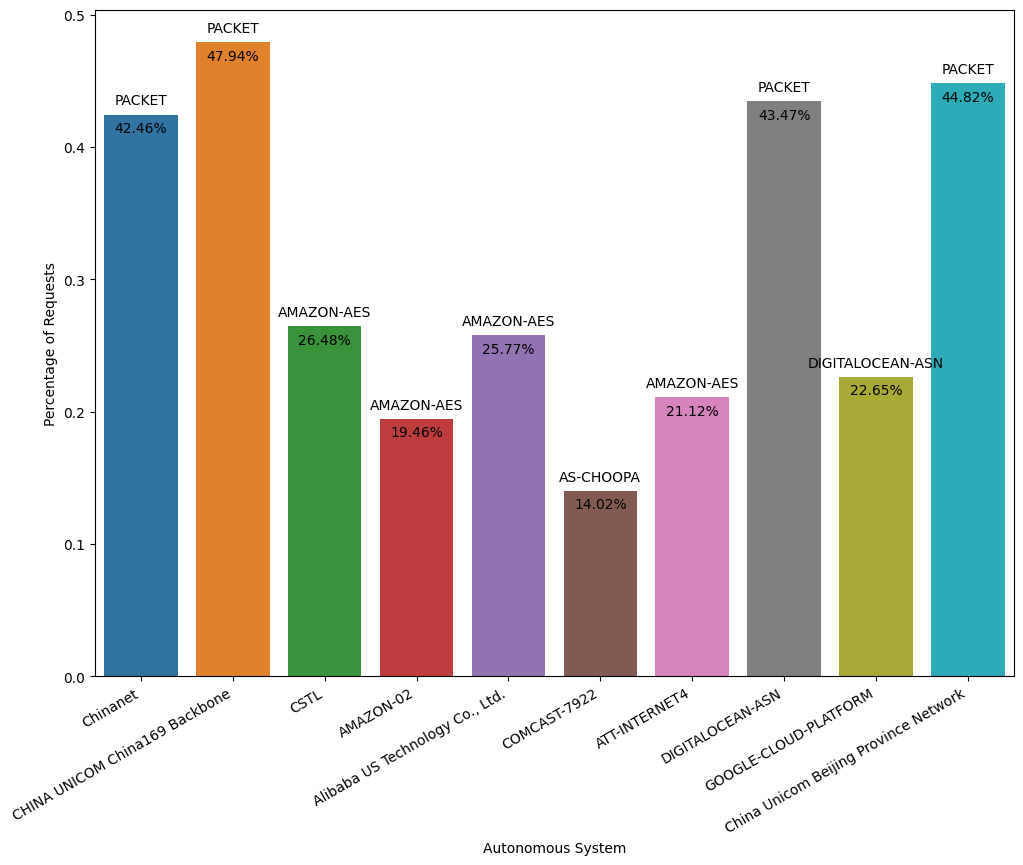 Percentage of Requests
0.5
0.4
0.3
0.2
0.1
0.0
PACKET
42.46%
PACKET
47.94%
AMAZON-AES
26.48%
AMAZON-AES
19.46%
AMAZON-AES
25.77%
AS-CHOOPA
14.02%
AMAZON-AES
21.12%
PACKET
43.47%
DIGITALOCEAN-ASN
22.65%
PACKET
44.82%
Chinanet
CHINA UNICOM China169 Backbone
CSTL
AMAZON-02
Alibaba US Technology Co., Ltd.
COMCAST-7922
ATT-INTERNET4
DIGITALOCEAN-ASN
GOOGLE-CLOUD-PLATFORM
China Unicom Beijing Province Network
Autonomous System